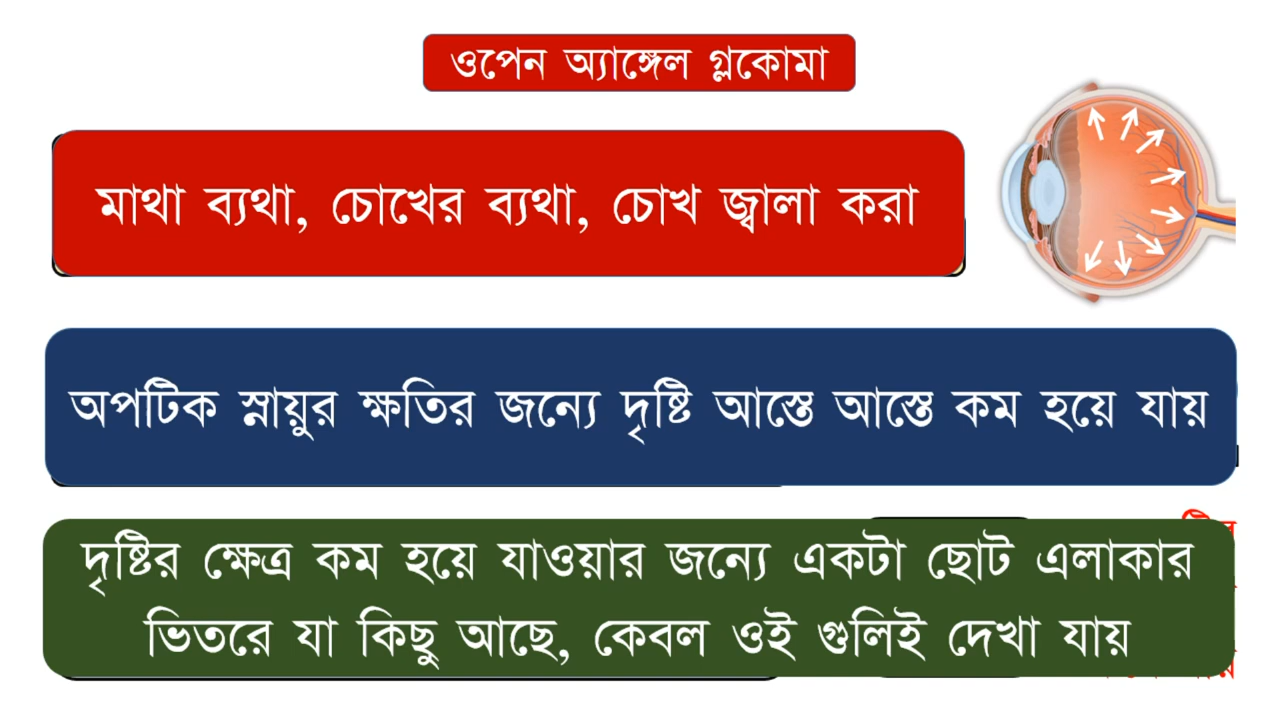 ওপেন অ্যাঙ্গেল গ্লকোমা
মাথা ব্যথা, চোখের ব্যথা, চোখ জ্বালা করা
অপটিক স্নায়ুর ক্ষতির জন্যে দৃষ্টি আস্তে আস্তে কম হয়ে যায়
দৃষ্টির ক্ষেত্র কম হয়ে যাওয়ার জন্যে একটা ছোট এলাকার
ভিতরে যা কিছু আছে, কেবল ওই গুলিই দেখা যায়